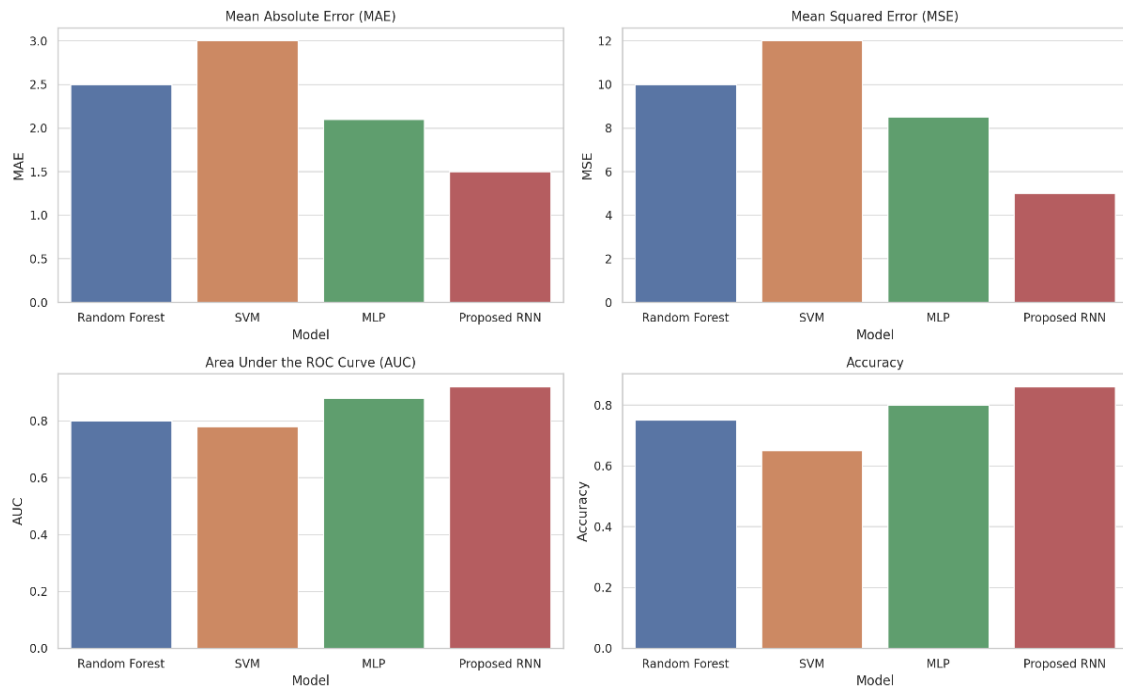 Mean Absolute Error (MAE)
3.0
2.5
2.0
1.5
1.0
0.5
0.0
MAE
Random Forest SVM MLP Proposed RNN
Model
Mean Squared Error (MSE)
12
10
8
6
4
2
0
MSE
Random Forest SVM MLP Proposed RNN
Model
Area Under the ROC Curve (AUC)
0.8
0.6
0.4
0.2
0.0
AUC
Random Forest SVM MLP Proposed RNN
Model
Accuracy
0.8
0.6
0.4
0.2
0.0
Accuracy
Random Forest SVM MLP Proposed RNN
Model